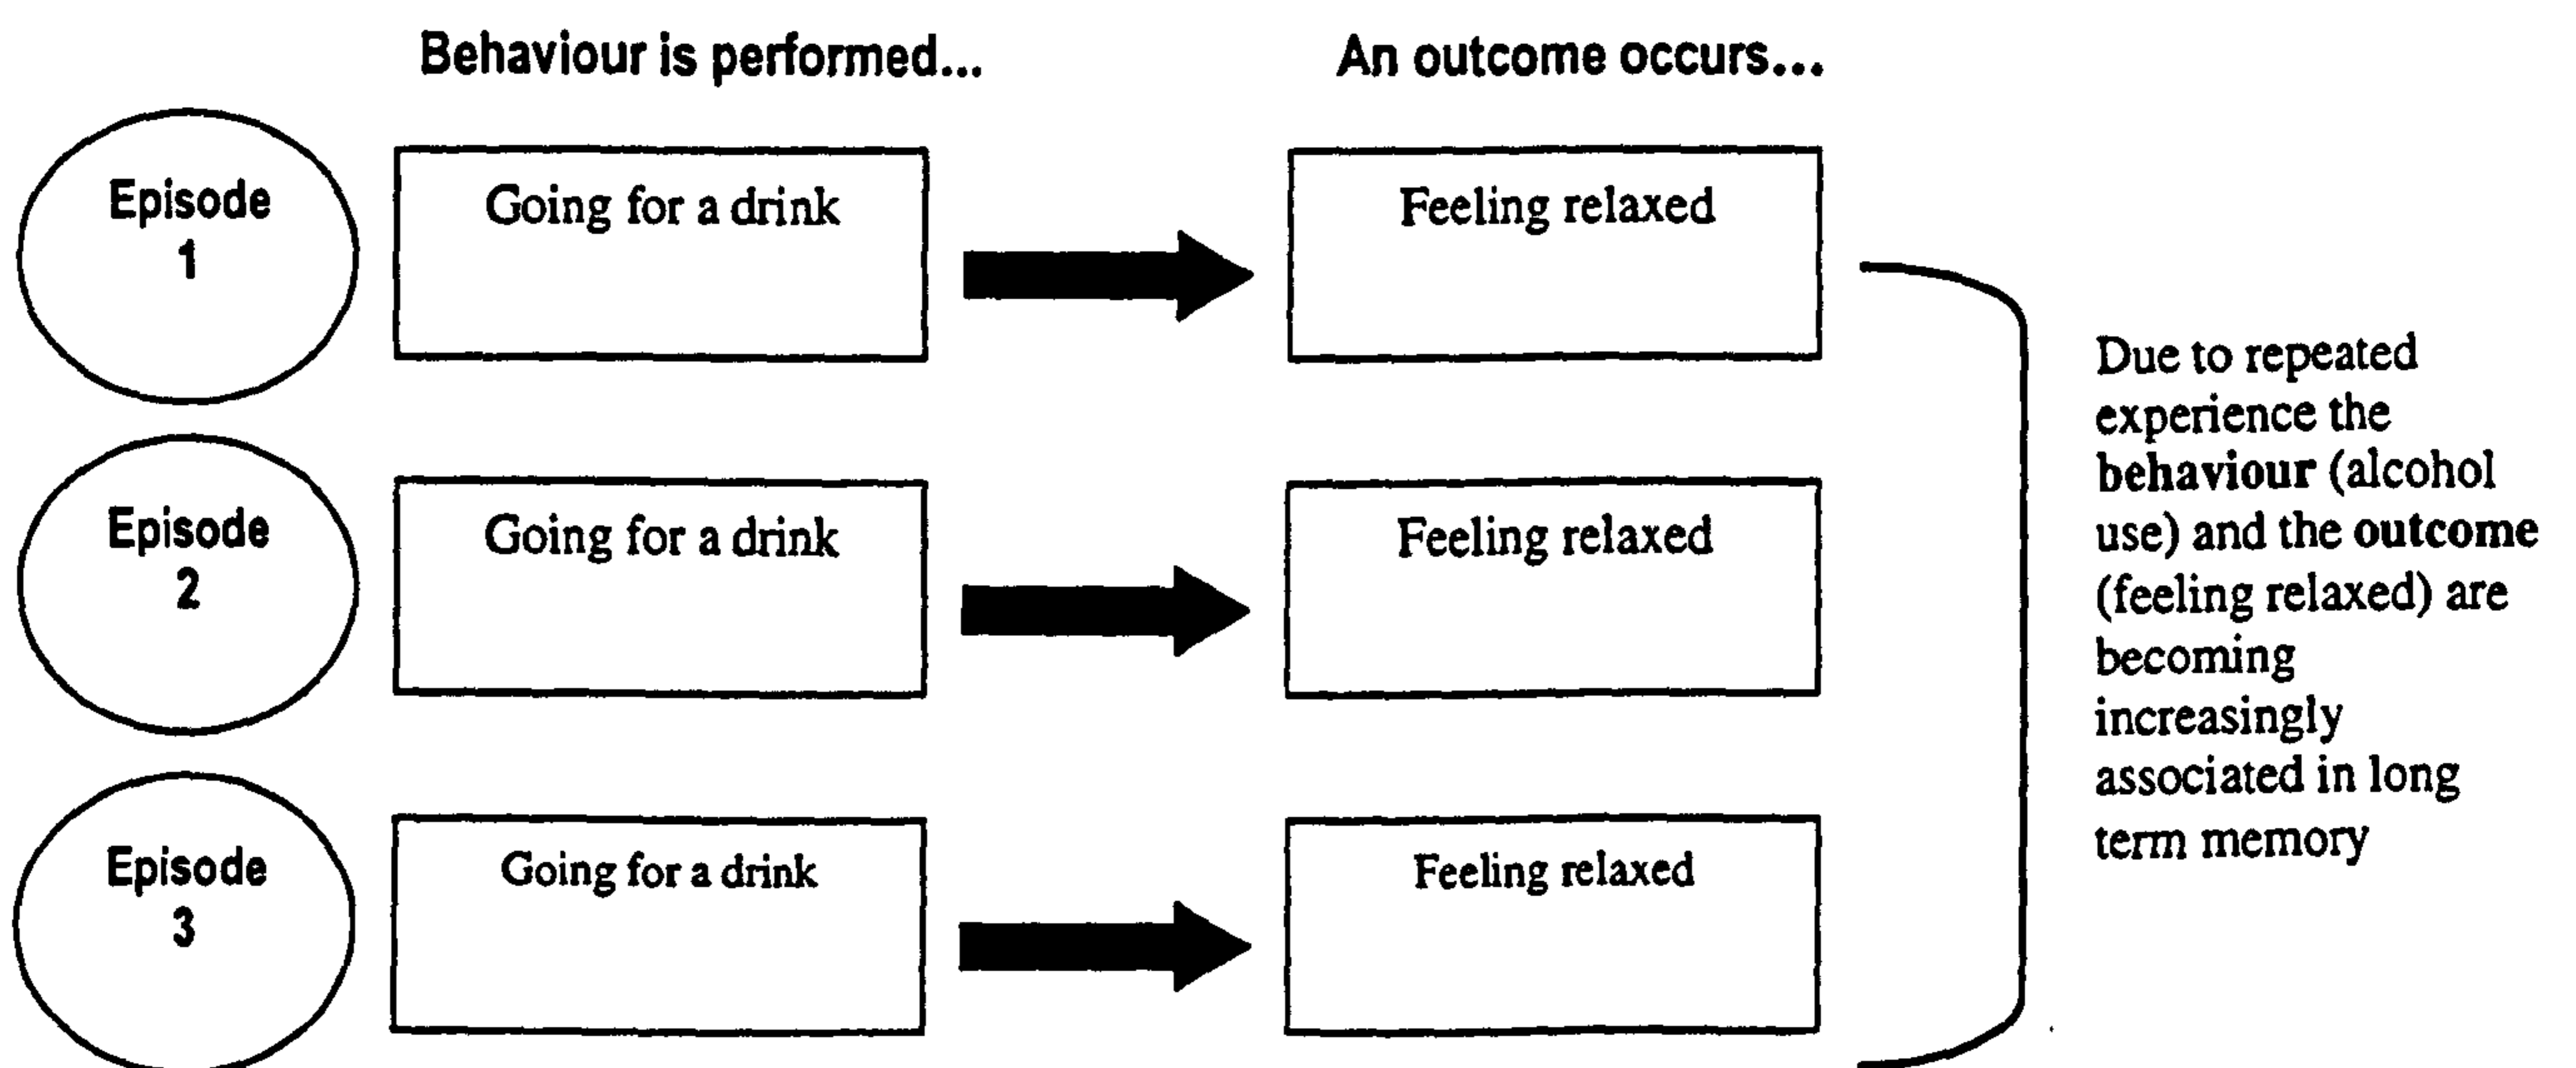 Behaviour is performed...
An outcome occurs...
Episode
1
Going for a drink
Feeling relaxed
Episode
2
Going for a drink
Feeling relaxed
Episode
3
Going for a drink
Feeling relaxed
Due to repeated
experience the
behaviour (alcohol
use) and the outcome
(feeling relaxed) are
becoming
increasingly
associated in long
term memory